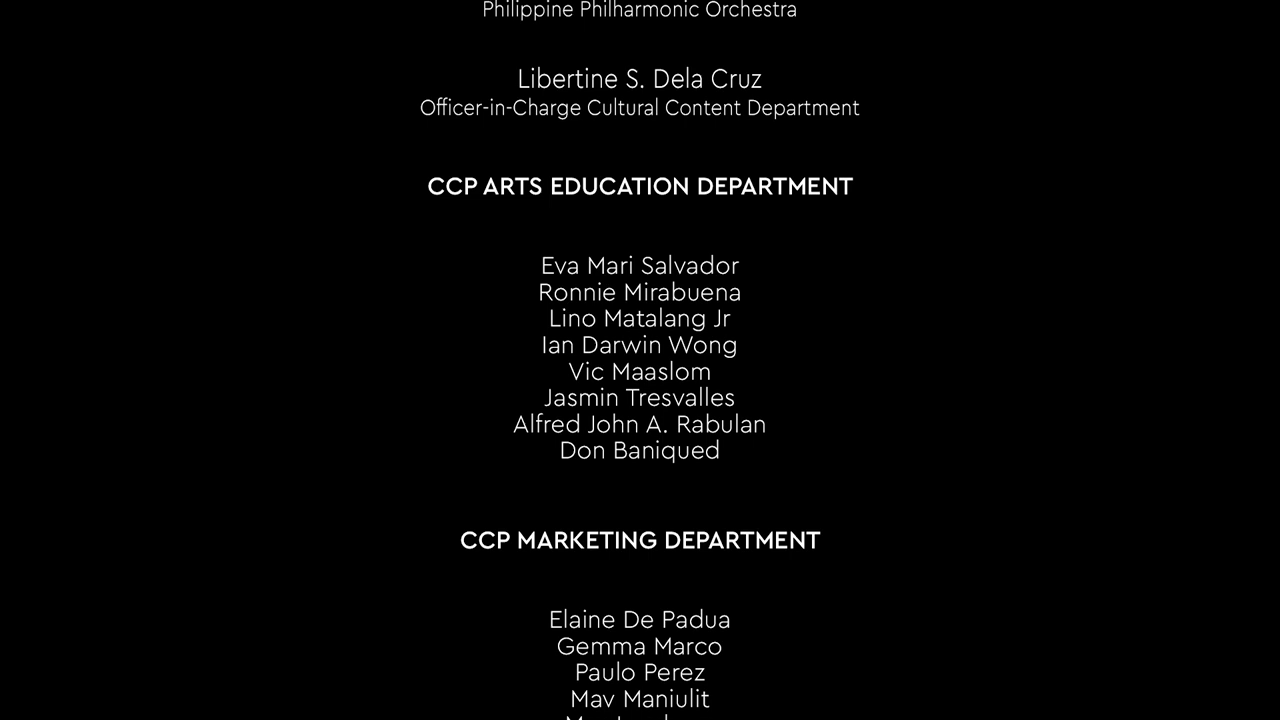 Philippine Philharmonic Orchestra
Libertine S. Dela Cruz
Officer-in-Charge Cultural Content Department
CCP ARTS EDUCATION DEPARTMENT
Eva Mari Salvador
Ronnie Mirabuena
Lino Matalang Jr
Ian Darwin Wong
Vic Maaslom
Jasmin Tresvalles
Alfred John A. Rabulan
Don Baniqued
CCP MARKETING DEPARTMENT
Elaine De Padua
Gemma Marco
Paulo Perez
Mav Maniulit